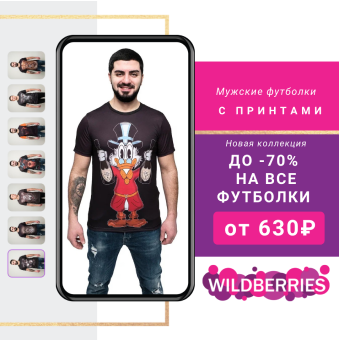 Мужские футболки
С ПРИНТАМИ
Новая коллекция
ДО -70%
НА ВСЕ
ФУТБОЛКИ
от 630₽
WILDBERRIES